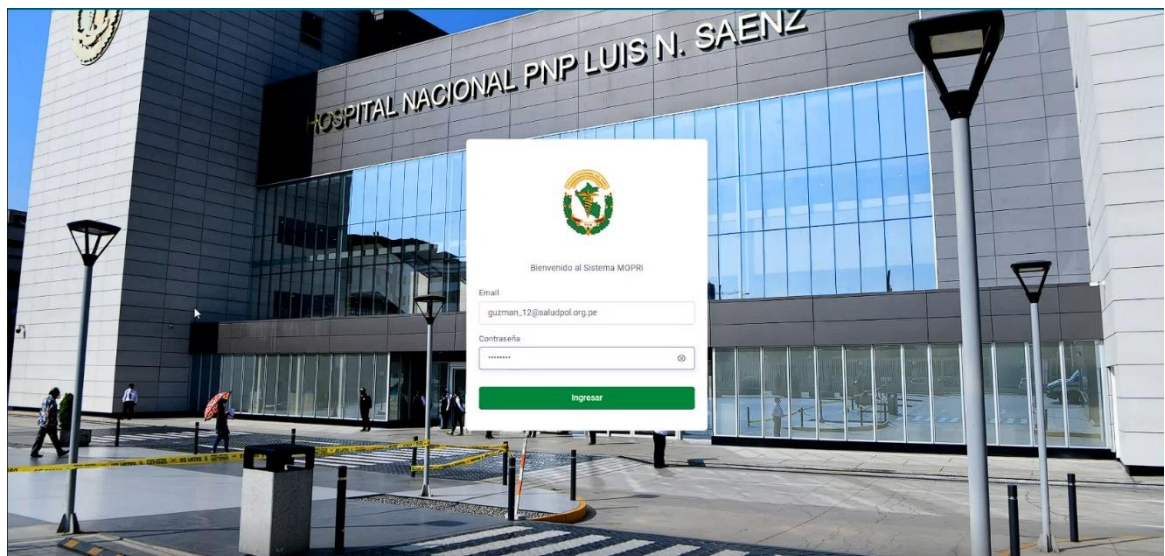 HOSPITAL NACIONAL PNP LUIS N. SAENZ
Bienvenido al Sistema MOPRI
Email
guzman_12@saludpol.org.pe
Contraseña
········
Ingresar